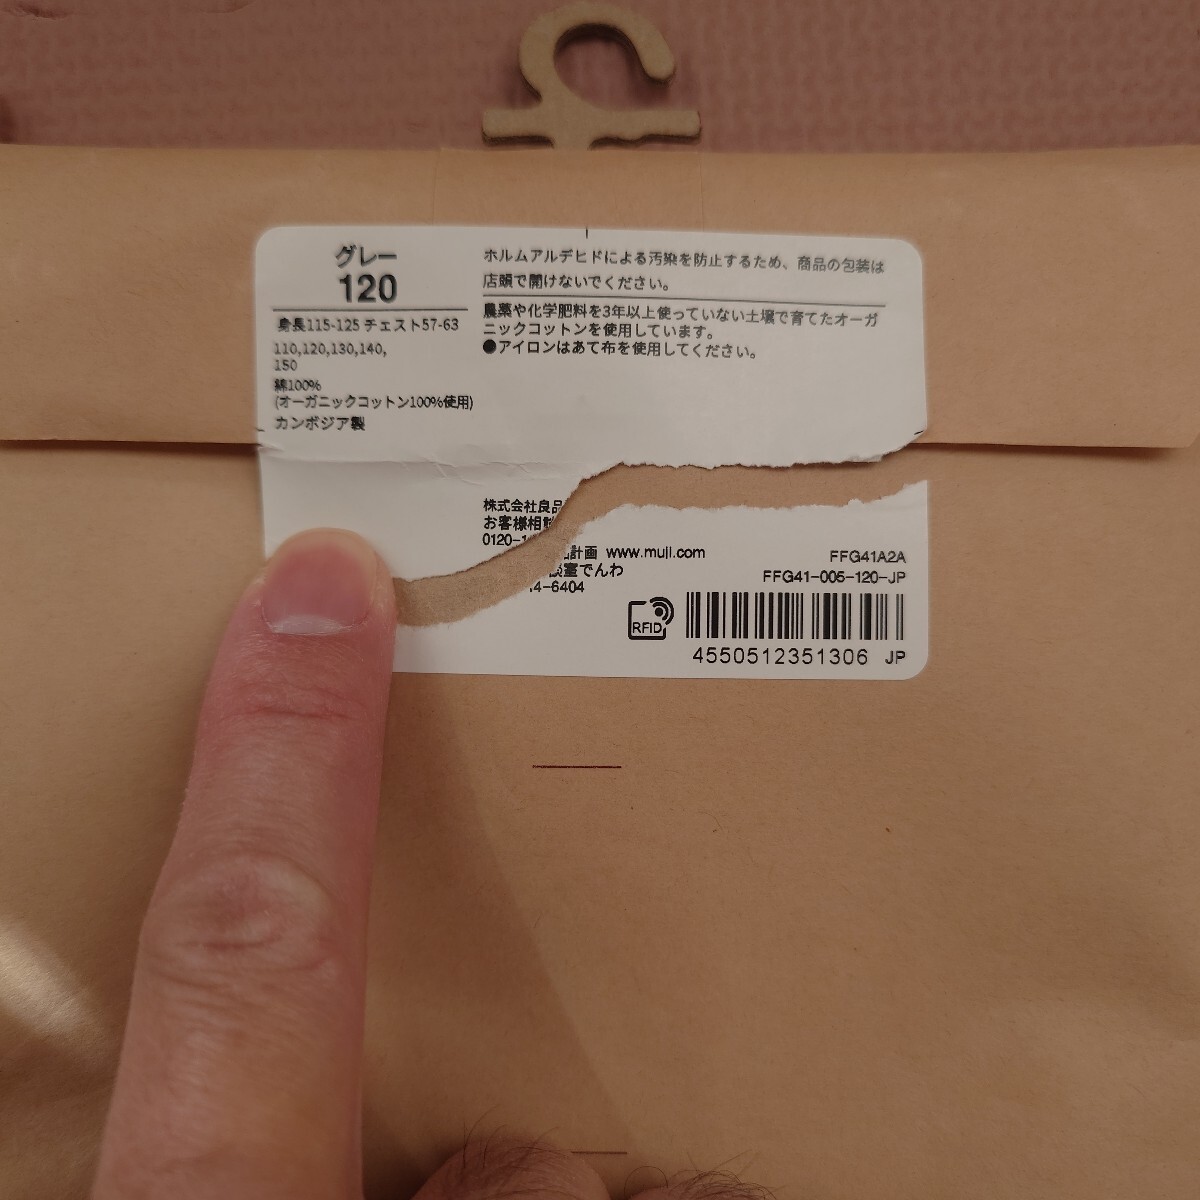 グレー
120
身長115-125 チェスト57-63
110,120,130,140,
150
綿100%
(オーガニックコットン100%使用)
カンボジア製
ホルムアルデヒドによる汚染を防止するため、商品の包装は
店頭で開けないでください。
農薬や化学肥料を3年以上使っていない土壌で育てたオーガ
ニックコットンを使用しています。
●アイロンはあて布を使用してください。
株式会社良品
お客様相談
0120-1
計画 www.muji.com
談室でんわ
14-6404
FFG41A2A
FFG41-005-120-JP
RFID
4550512351306 JP